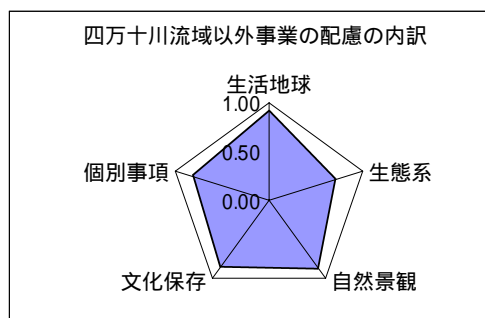 四万十川流域以外事業の配慮の内訳
生活地球
1.00
0.50
0.00
個別事項
生態系
文化保存
自然景観